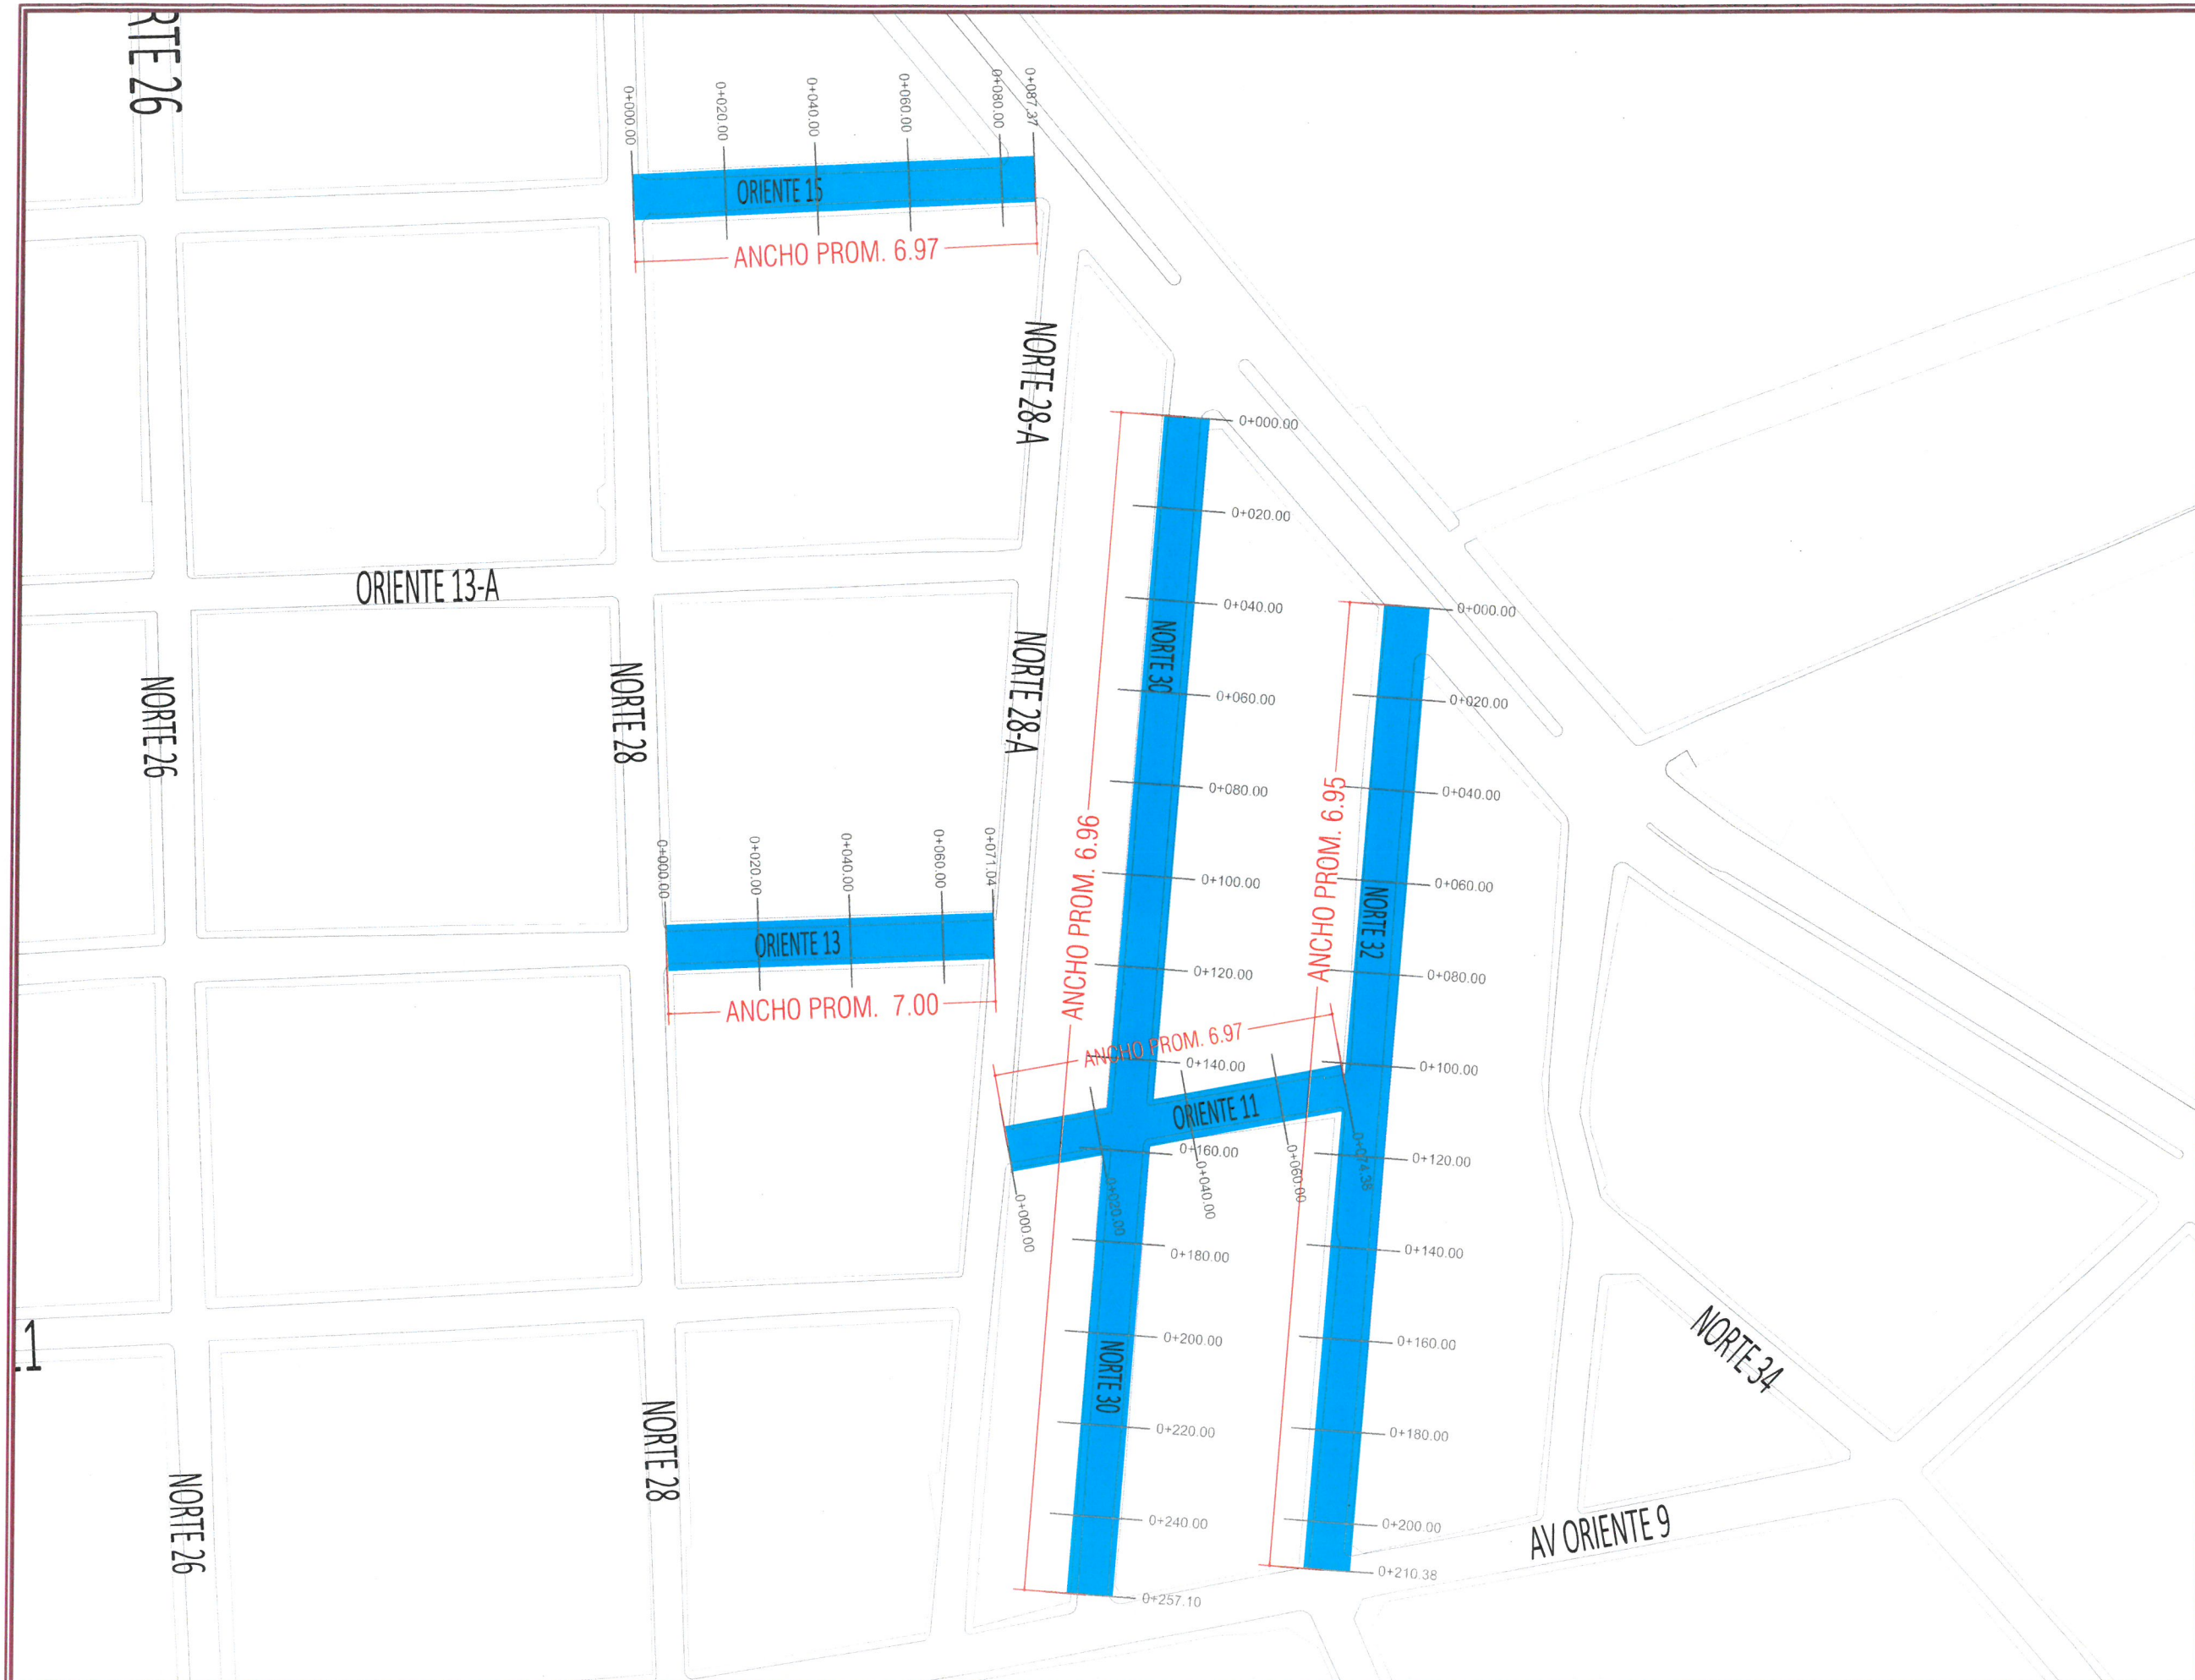 RTE 26
0+000.00
0+020.00
0+040.00
0+060.00
0+080.00
0+087.37
ORIENTE 15
ANCHO PROM. 6.97
NORTE 28-A
ORIENTE 13-A
NORTE 26
NORTE 28
NORTE 28-A
0+000.00
0+020.00
0+040.00
0+060.00
0+071.04
ORIENTE 13
ANCHO PROM. 7.00
0+000.00
0+020.00
0+040.00
NORTE 30
0+060.00
0+080.00
ANCHO PROM. 6.96
0+100.00
0+120.00
0+140.00
0+160.00
0+180.00
0+200.00
NORTE 30
0+220.00
0+240.00
0+257.10
0+000.00
0+020.00
0+040.00
ANCHO PROM. 6.95
0+060.00
NORTE 32
0+080.00
0+100.00
0+120.00
0+140.00
0+160.00
0+180.00
0+200.00
0+210.38
ANCHO PROM. 6.97
ORIENTE 11
0+000.00
0+020.00
0+040.00
0+060.00
0+074.38
NORTE 34
AV ORIENTE 9
.1
NORTE 28
NORTE 26